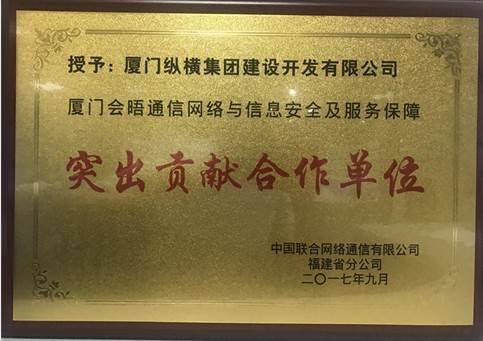 授予：厦门纵横集团建设开发有限公司
厦门会晤通信网络与信息安全及服务保障
突出贡献合作单位
中国联合网络通信有限公司
福建省分公司
二〇一七年九月